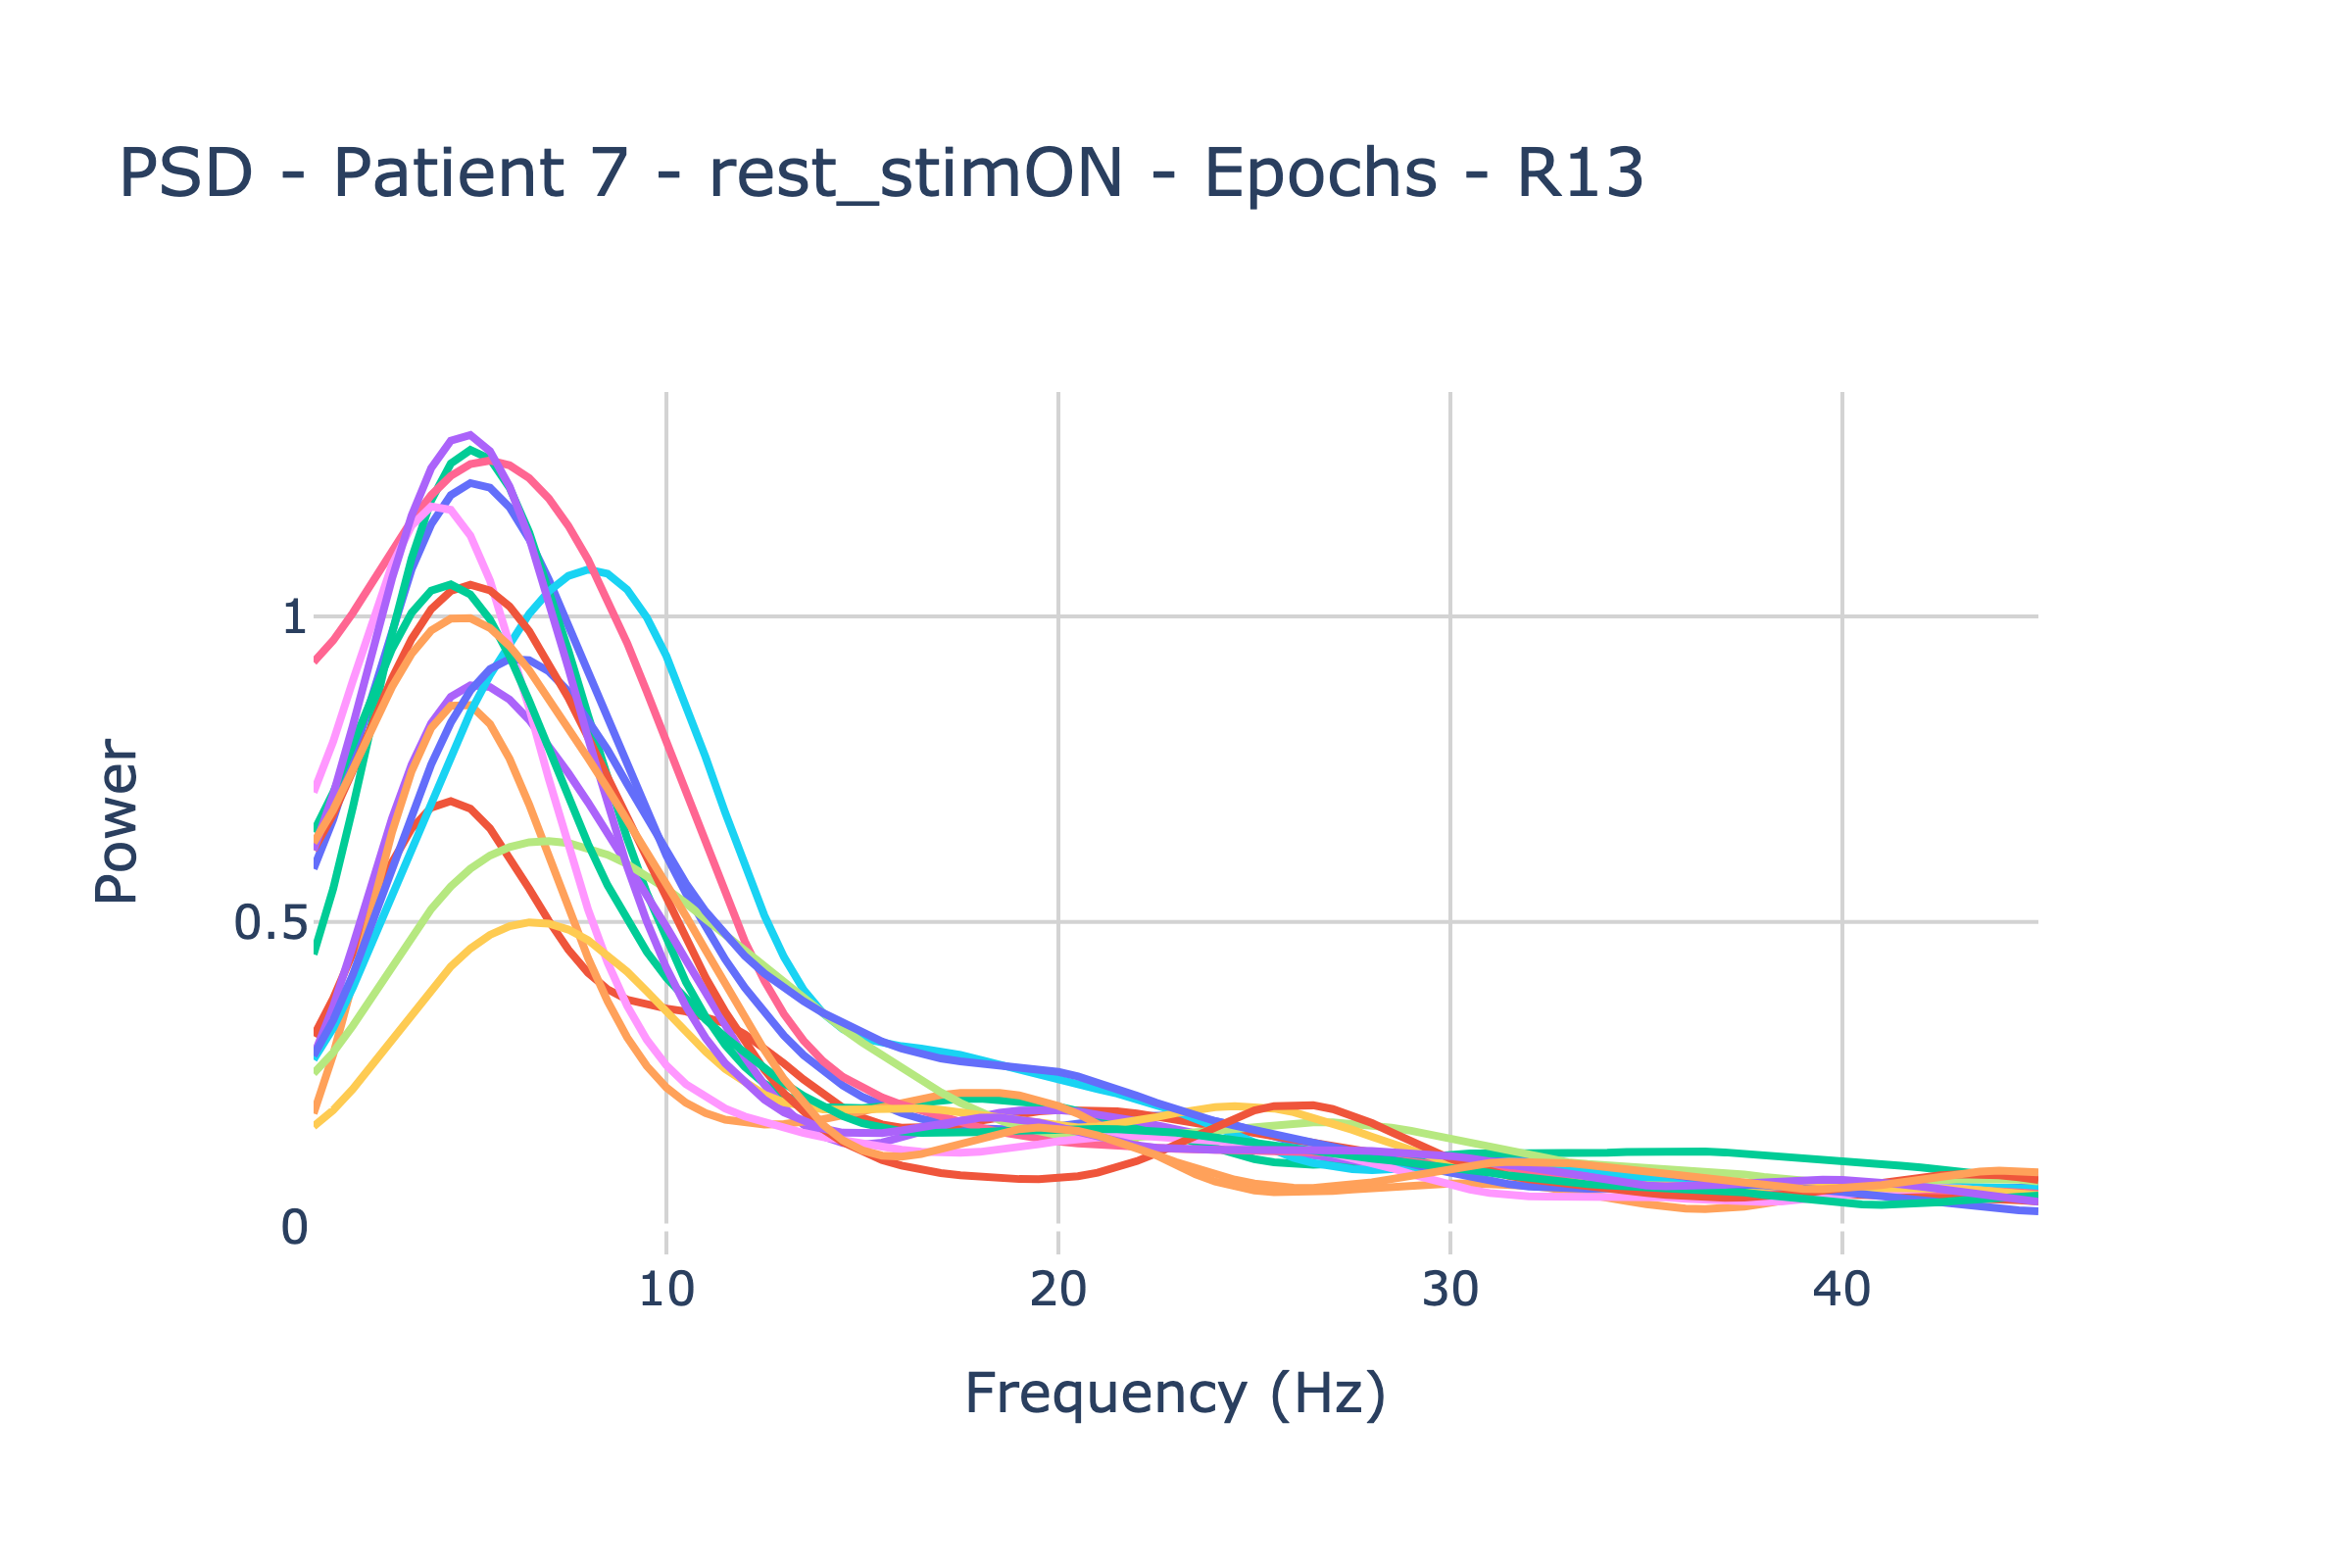 PSD - Patient 7 - rest_stimON - Epochs - R13
Power
1
0.5
0
10 20 30 40
Frequency (Hz)